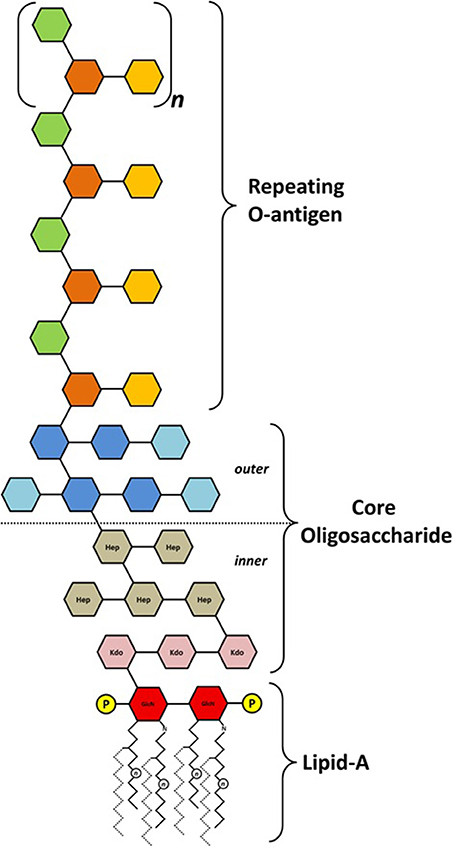 n
Repeating
O-antigen
outer
Core
Oligosaccharide
inner
Hep Hep
Hep Hep Hep
Kdo Kdo Kdo
P GlcN GlcN P
N N
n n n n
Lipid-A